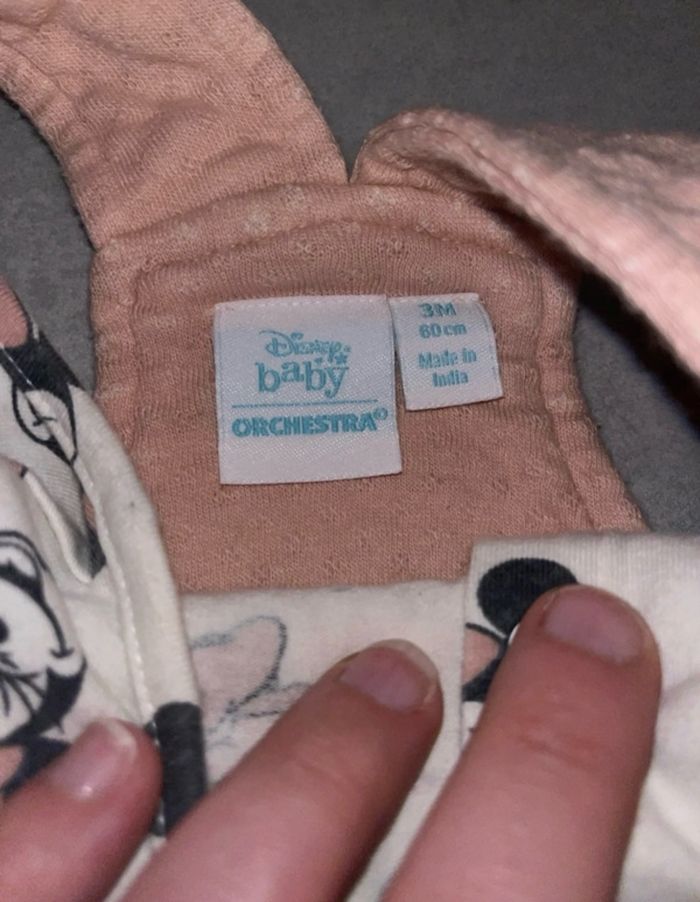 Disney
baby
ORCHESTRA®
3M
60 cm
Made in
India